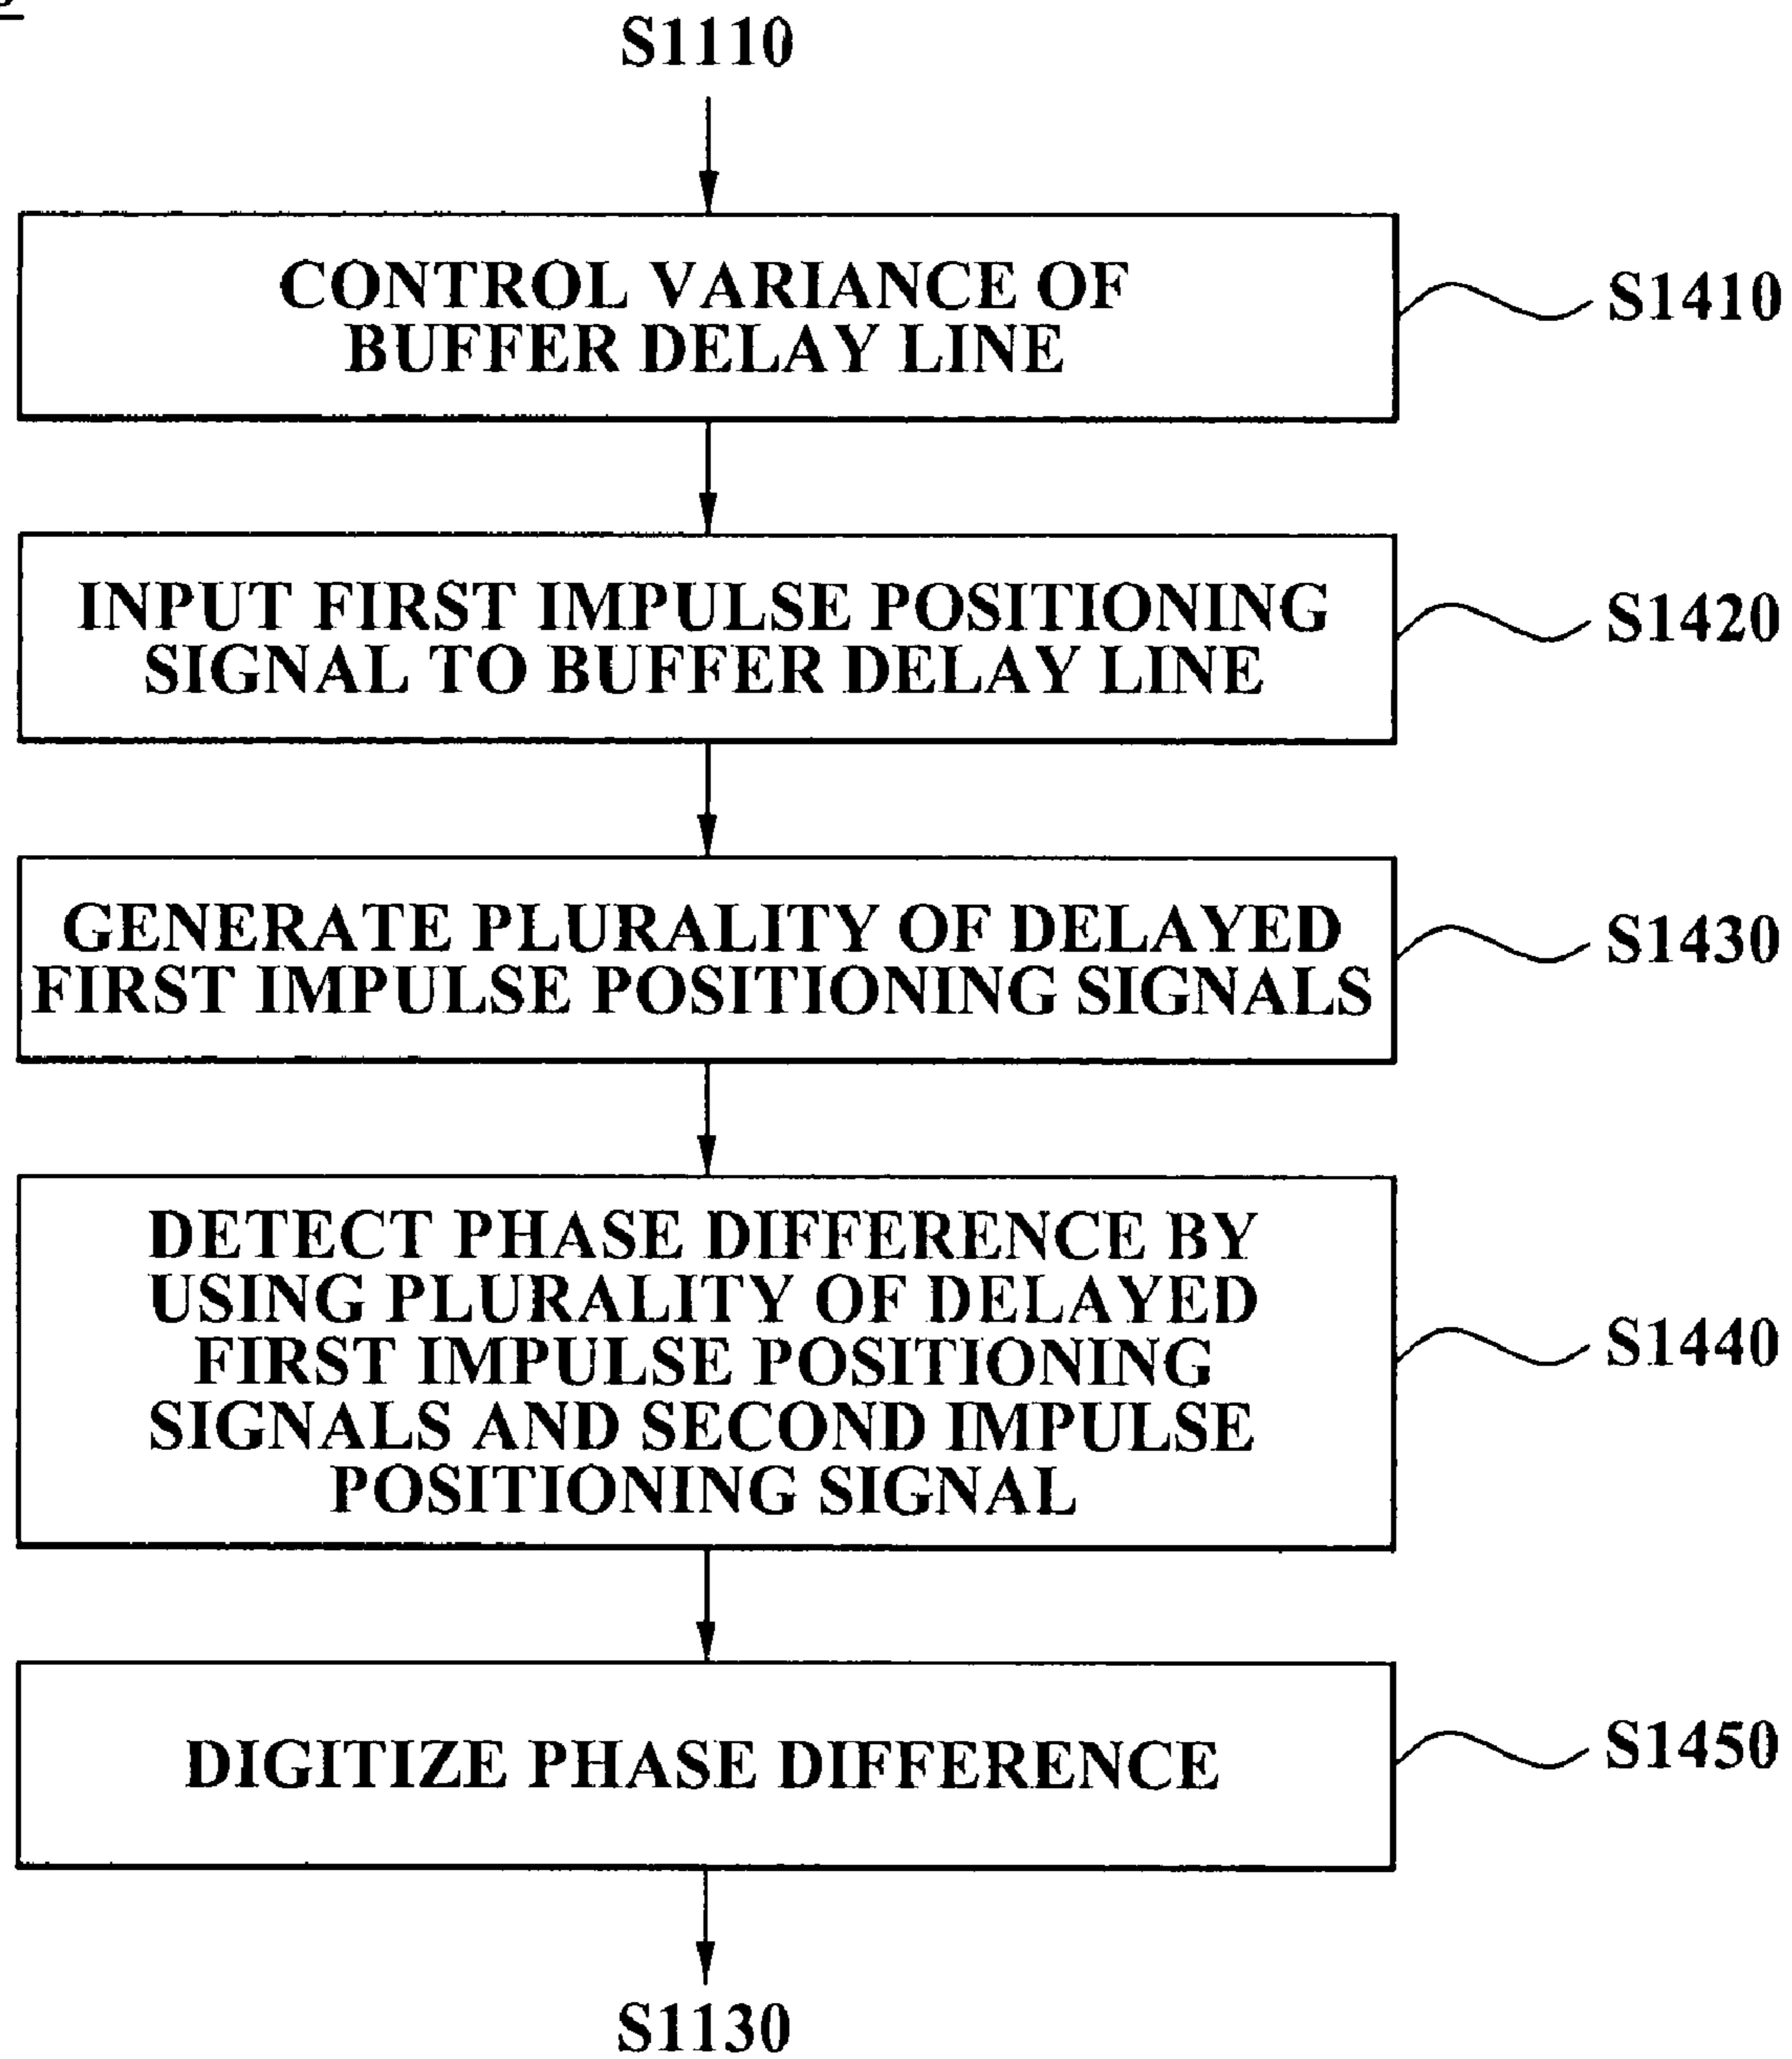 S1110
CONTROL VARIANCE OF
BUFFER DELAY LINE
S1410
INPUT FIRST IMPULSE POSITIONING
SIGNAL TO BUFFER DELAY LINE
S1420
GENERATE PLURALITY OF DELAYED
FIRST IMPULSE POSITIONING SIGNALS
S1430
DETECT PHASE DIFFERENCE BY
USING PLURALITY OF DELAYED
FIRST IMPULSE POSITIONING
SIGNALS AND SECOND IMPULSE
POSITIONING SIGNAL
S1440
DIGITIZE PHASE DIFFERENCE
S1450
S1130